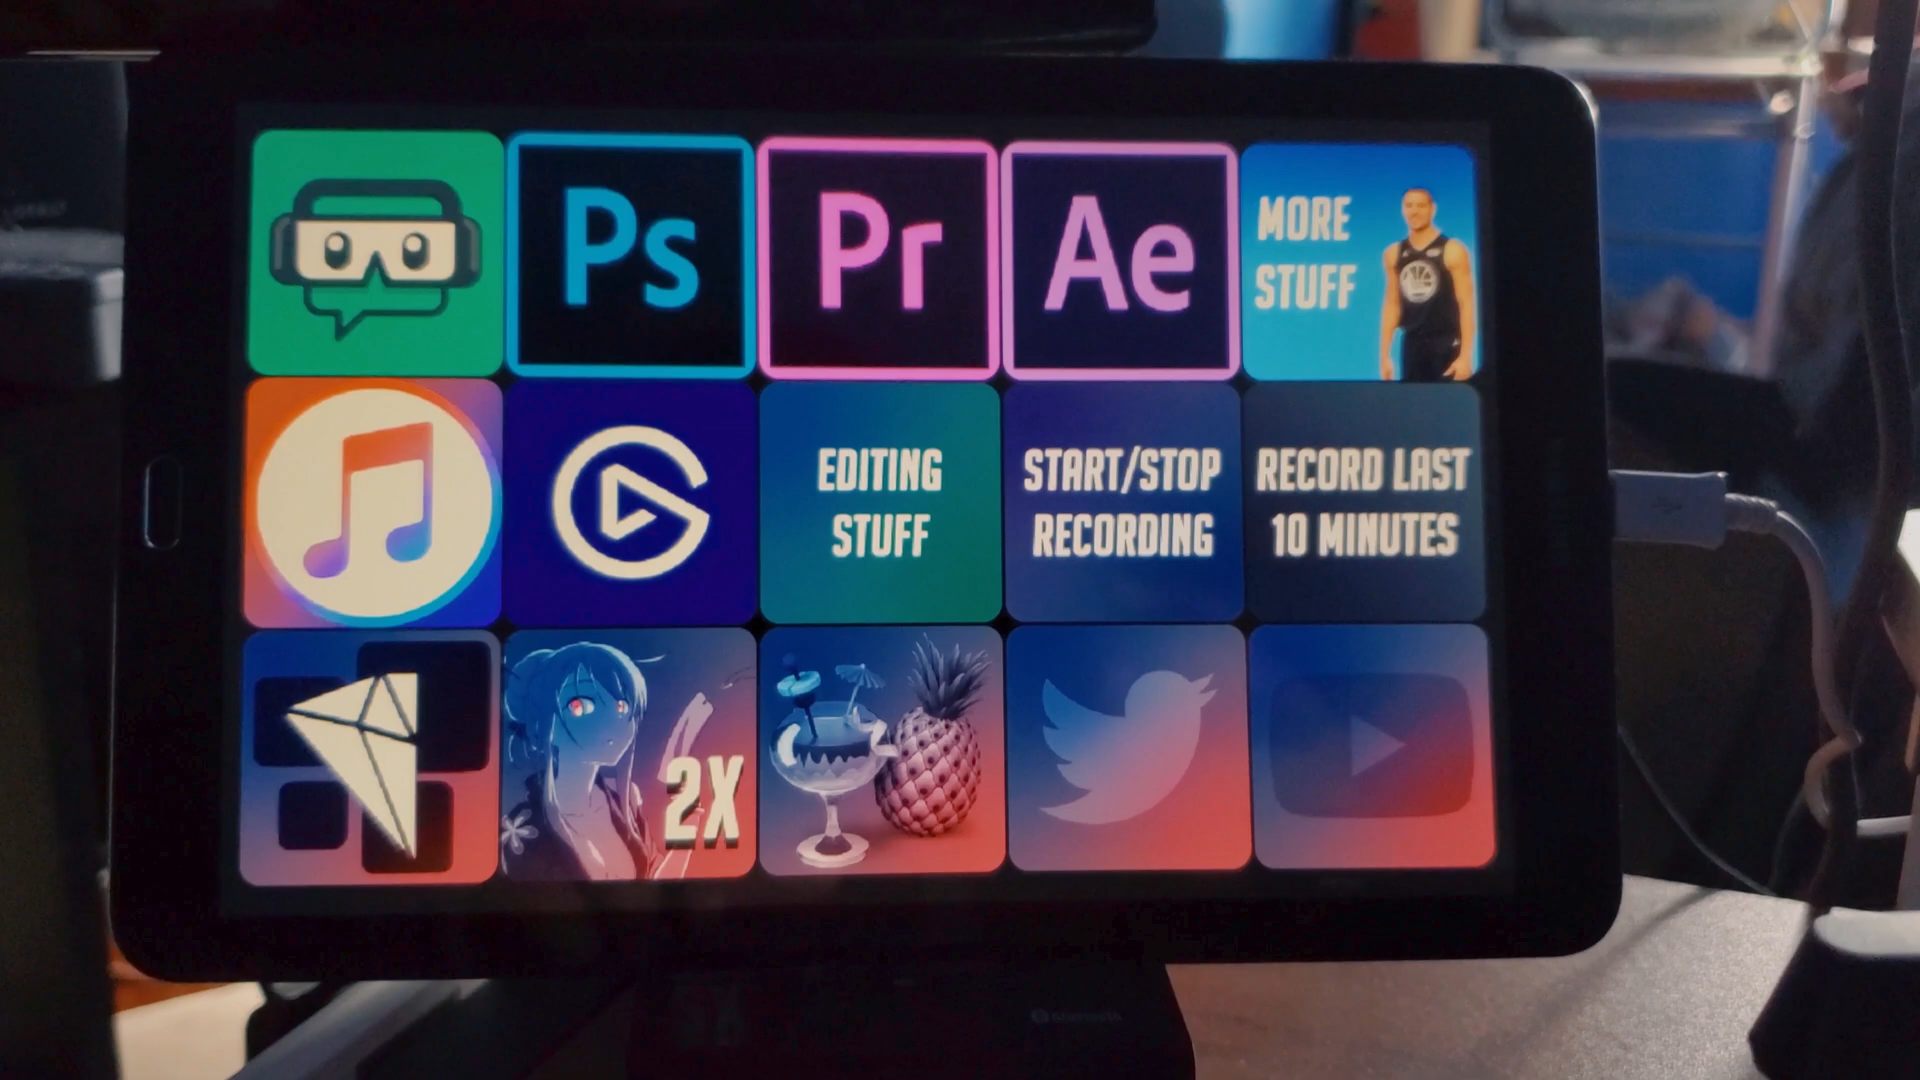 Ps
Pr
Ae
MORE
STUFF
EDITING
STUFF
START/STOP
RECORDING
RECORD LAST
10 MINUTES
2X